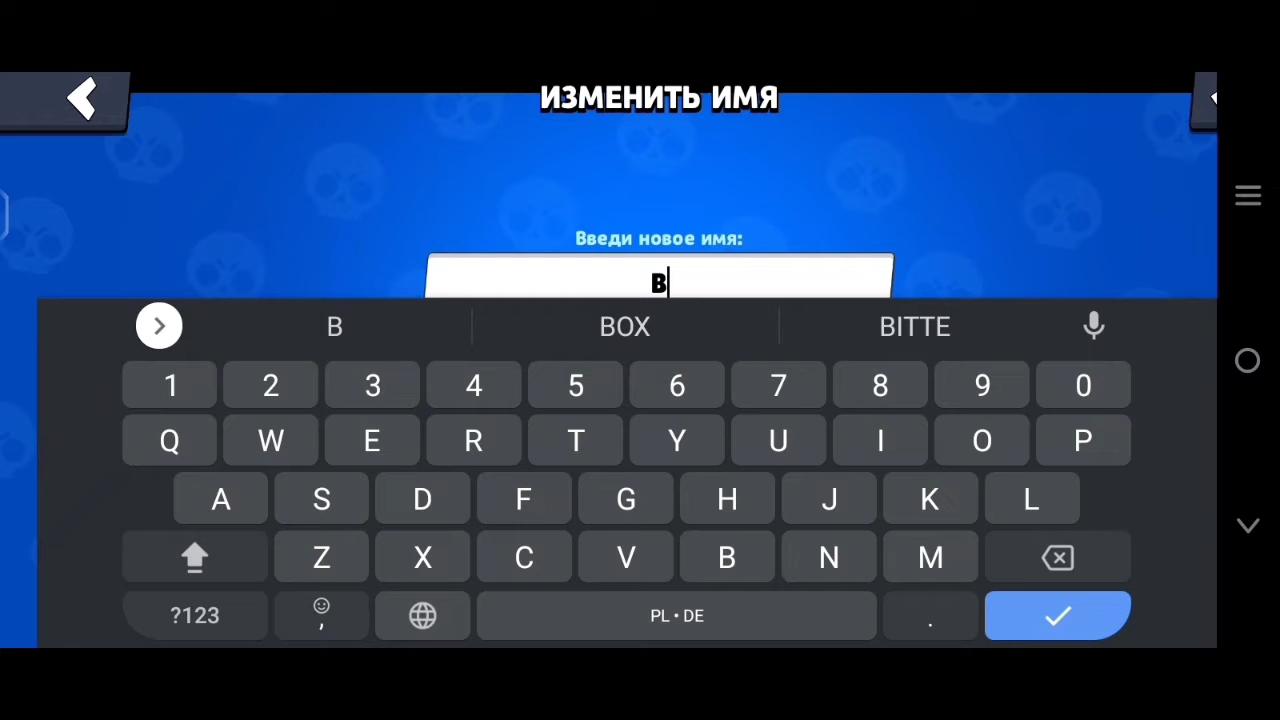 ИЗМЕНИТЬ ИМЯ
Введи новое имя:
B
B BOX BITTE
1 2 3 4 5 6 7 8 9 0
Q W E R T Y U I O P
A S D F G H J K L
Z X C V B N M
?123 , PL • DE .